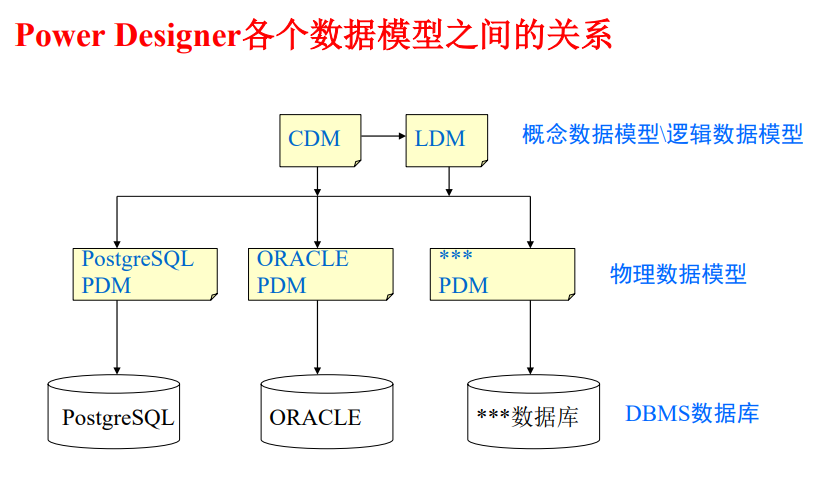 Power Designer各个数据模型之间的关系
CDM
LDM
概念数据模型\逻辑数据模型
PostgreSQL
PDM
ORACLE
PDM
***
PDM
物理数据模型
PostgreSQL
ORACLE
***数据库
DBMS数据库